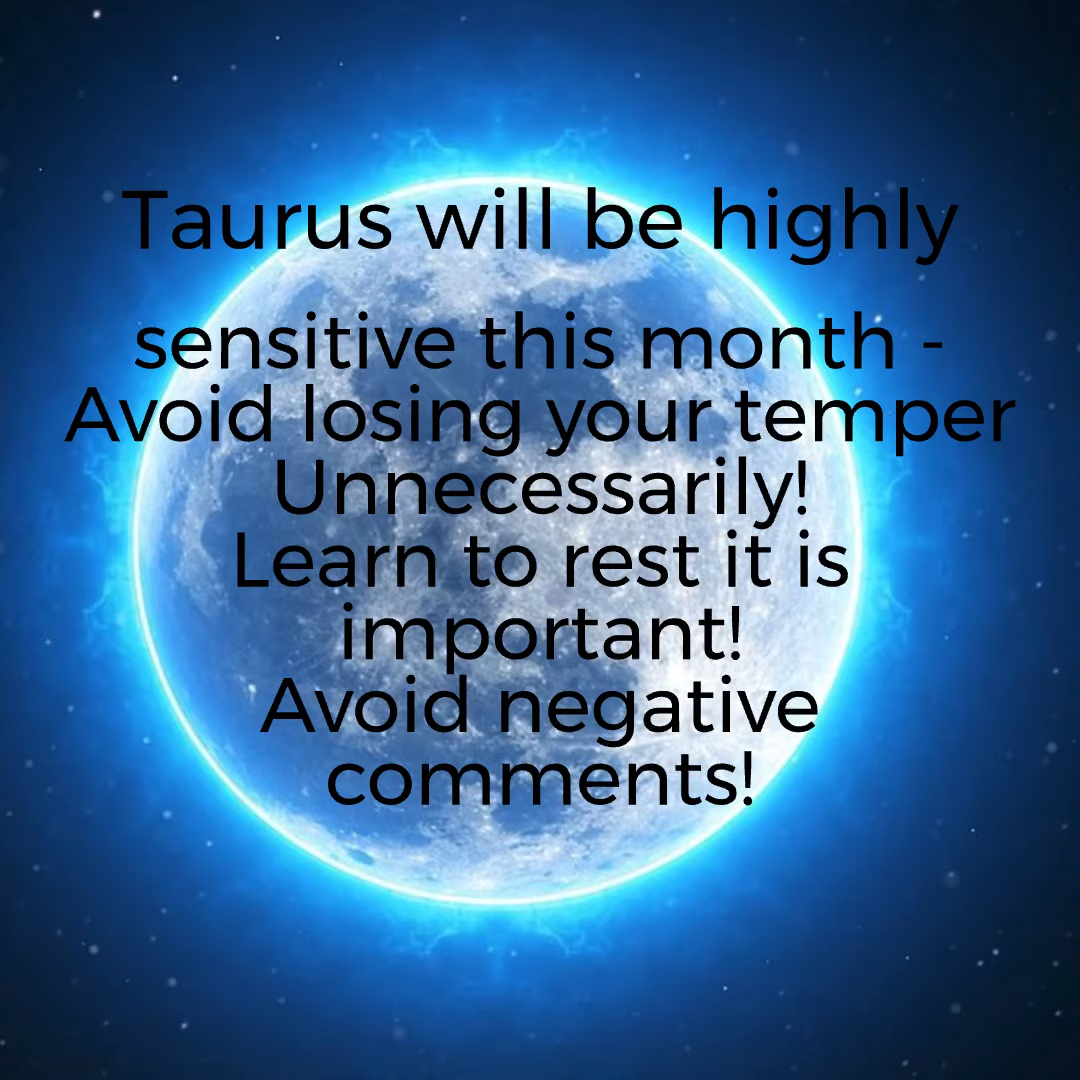 Taurus will be highly
sensitive this month -
Avoid losing your temper
Unnecessarily!
Learn to rest it is
important!
Avoid negative
comments!